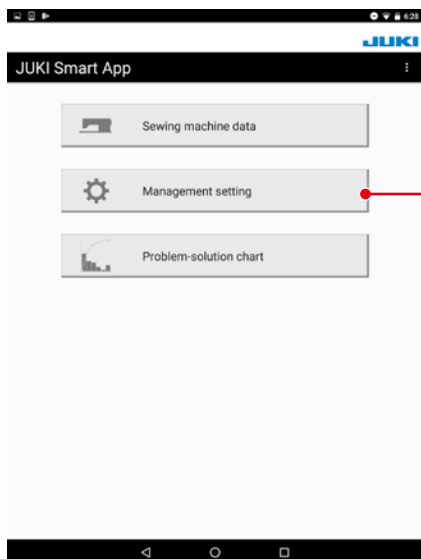 6:28
JUKI
JUKI Smart App
Sewing machine data
Management setting
Problem-solution chart